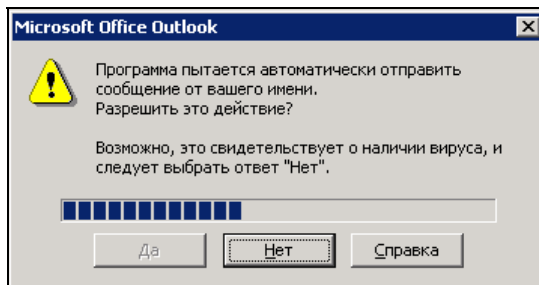 Microsoft Office Outlook
Программа пытается автоматически отправить
сообщение от вашего имени.
Разрешить это действие?
Возможно, это свидетельствует о наличии вируса, и
следует выбрать ответ "Нет".
Да Нет Справка